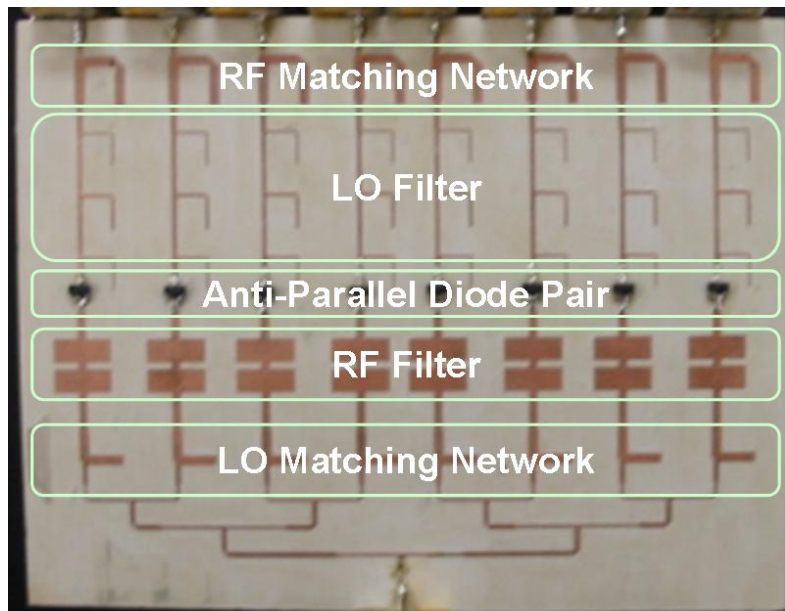 RF Matching Network
LO Filter
Anti-Parallel Diode Pair
RF Filter
LO Matching Network